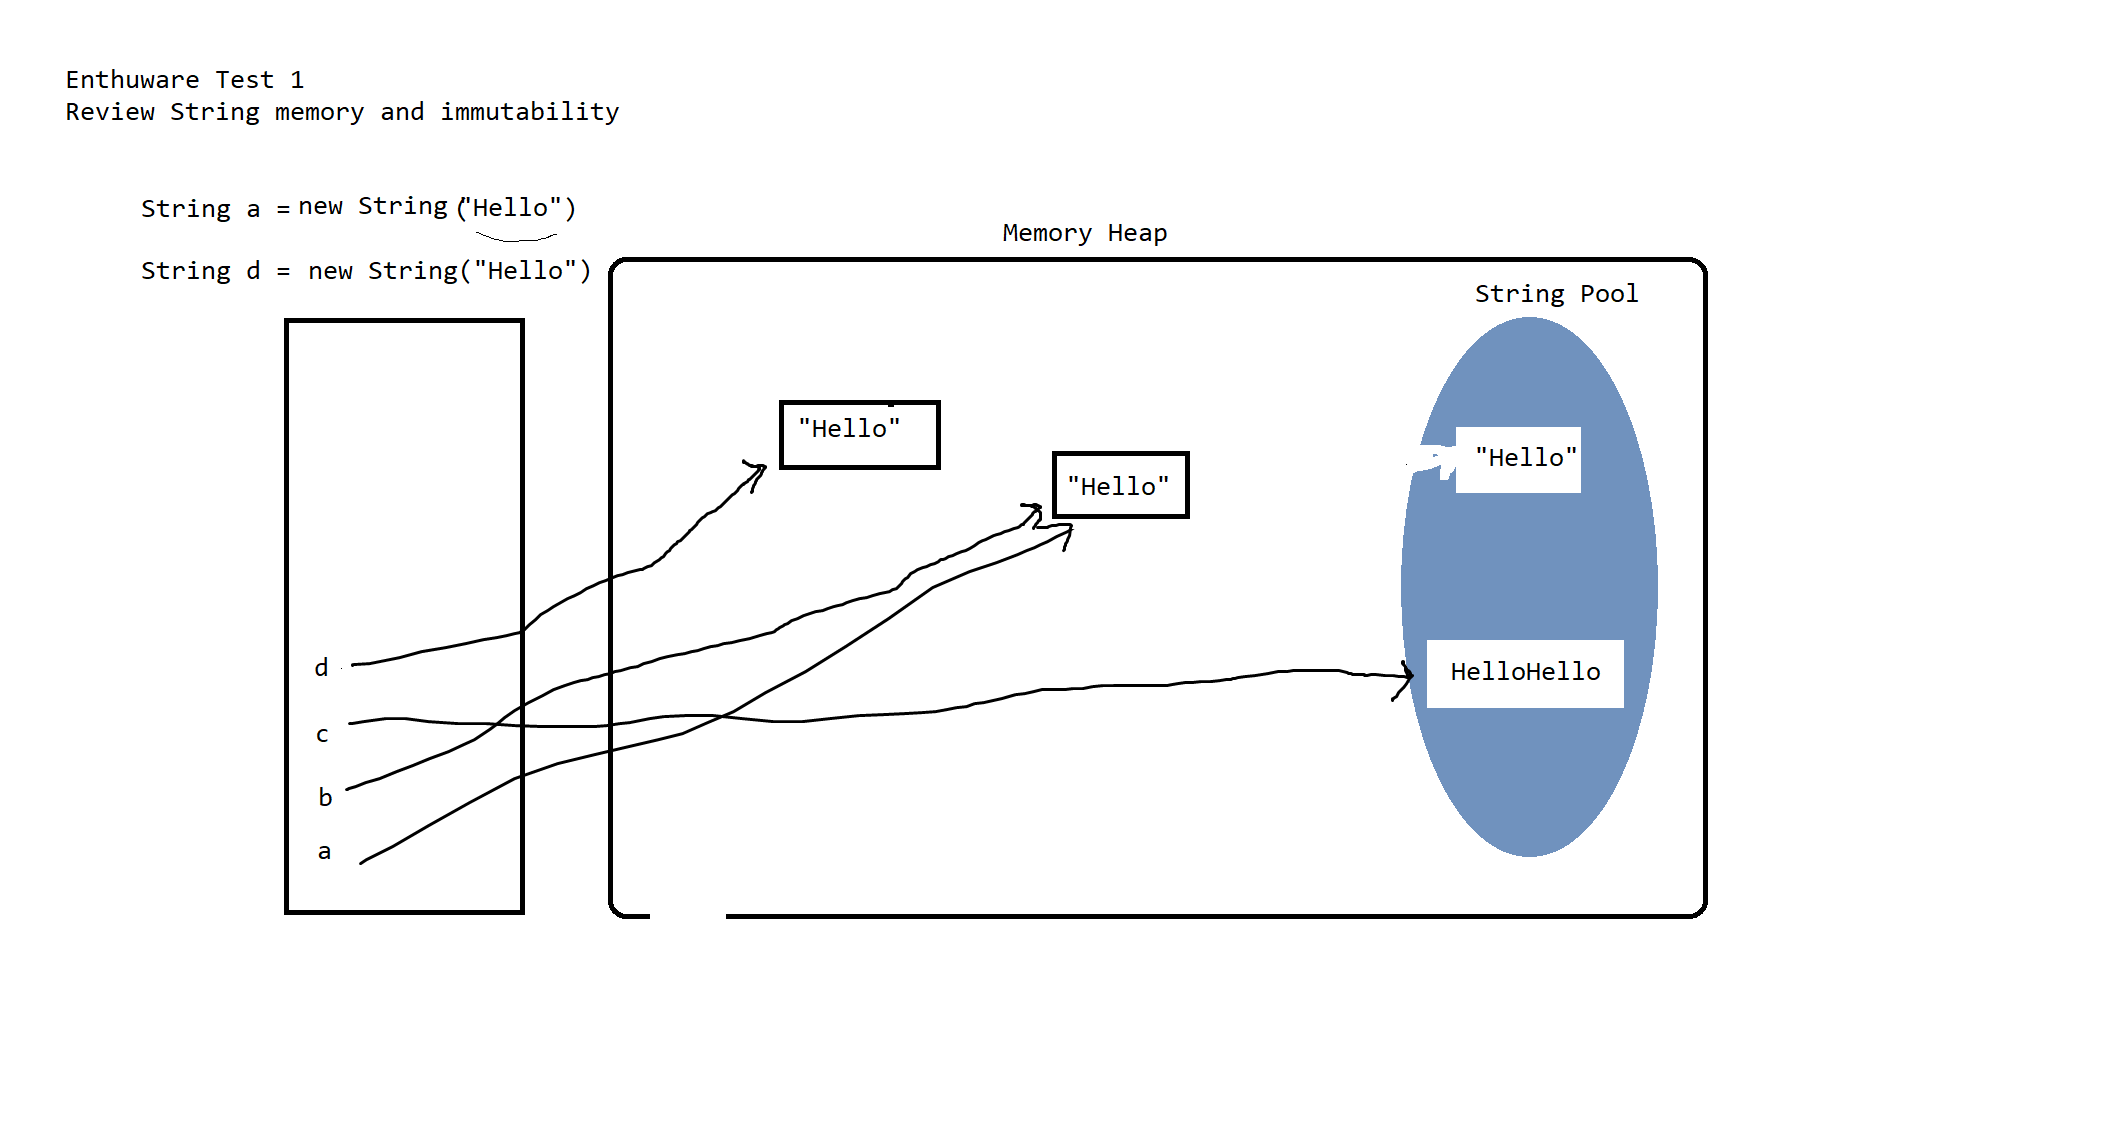 Enthuware Test 1
Review String memory and immutability
String a = new String ("Hello")
String d = new String("Hello")
Memory Heap
String Pool
"Hello"
"Hello"
"Hello"
d
HelloHello
c
b
a